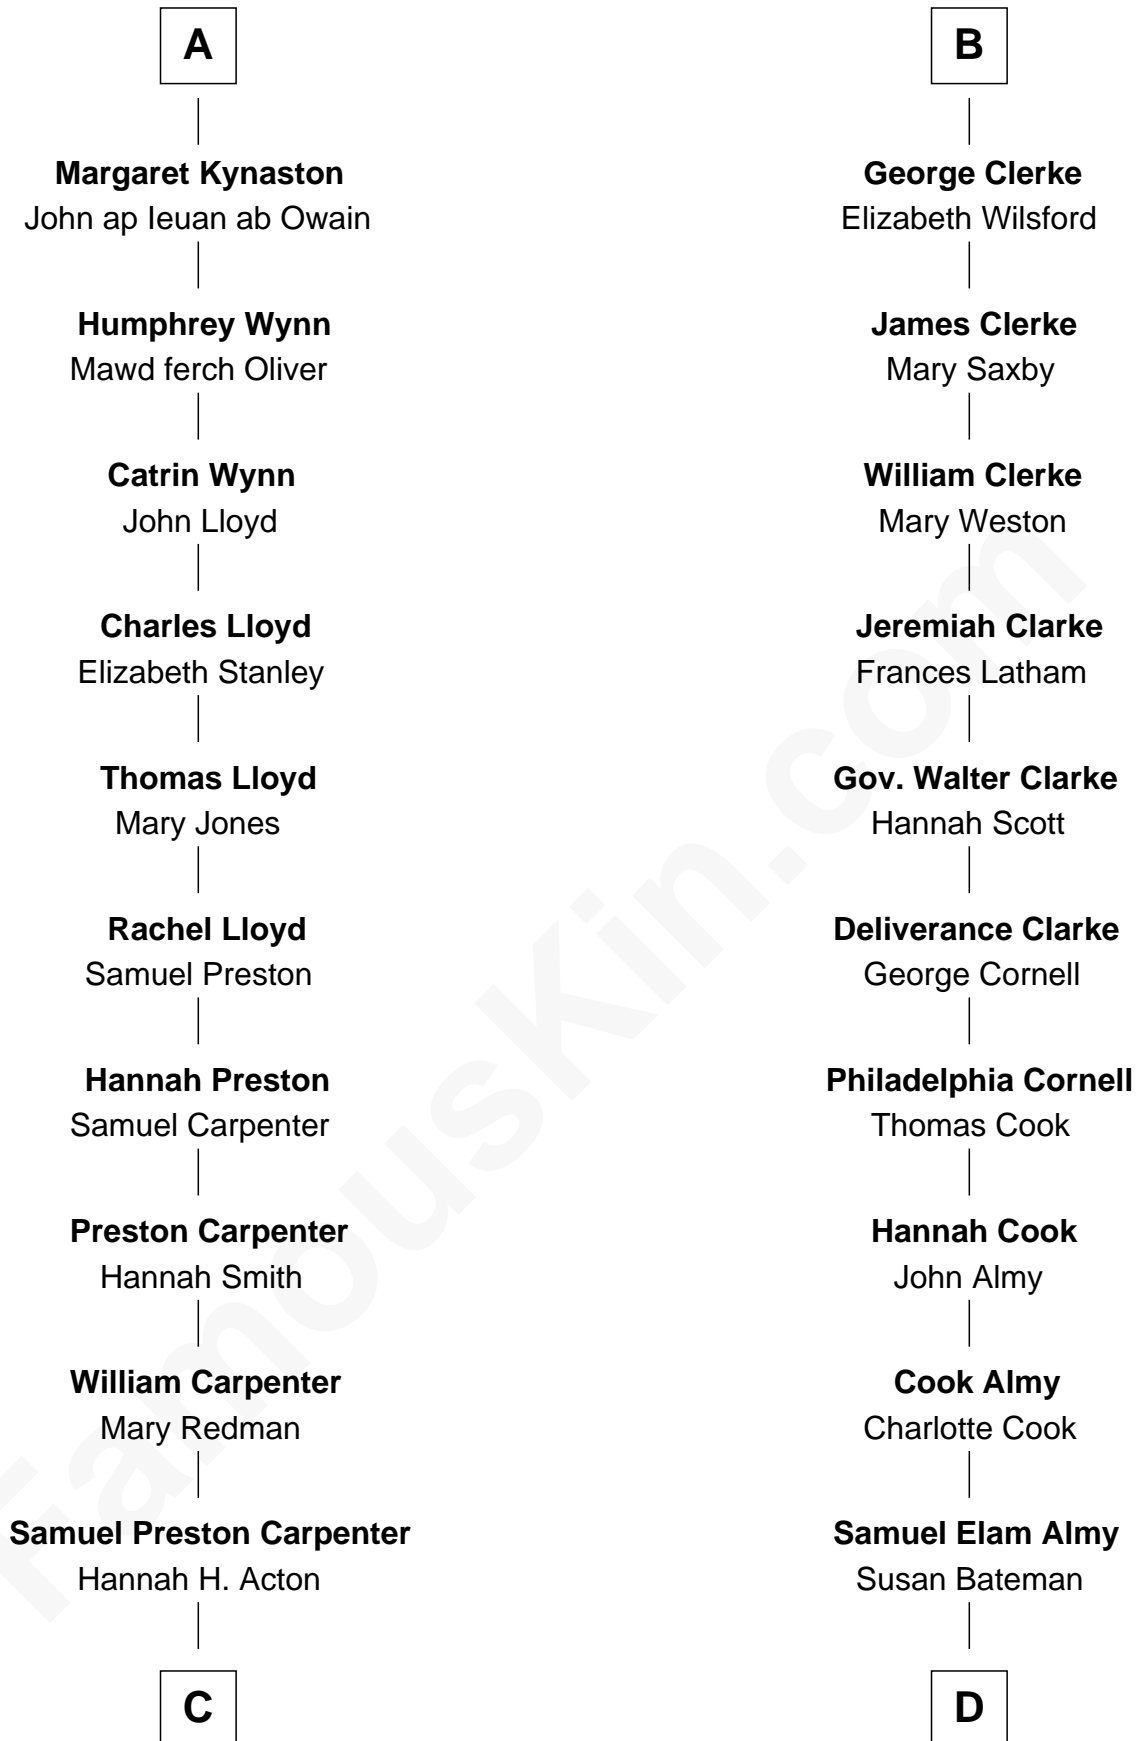 A
Margaret Kynaston
John ap Ieuan ab Owain
Humphrey Wynn
Mawd ferch Oliver
Catrin Wynn
John Lloyd
Charles Lloyd
Elizabeth Stanley
Thomas Lloyd
Mary Jones
Rachel Lloyd
Samuel Preston
Hannah Preston
Samuel Carpenter
Preston Carpenter
Hannah Smith
William Carpenter
Mary Redman
Samuel Preston Carpenter
Hannah H. Acton
C
B
George Clerke
Elizabeth Wilsford
James Clerke
Mary Saxby
William Clerke
Mary Weston
Jeremiah Clarke
Frances Latham
Gov. Walter Clarke
Hannah Scott
Deliverance Clarke
George Cornell
Philadelphia Cornell
Thomas Cook
Hannah Cook
John Almy
Cook Almy
Charlotte Cook
Samuel Elam Almy
Susan Bateman
D
FamousKin.com